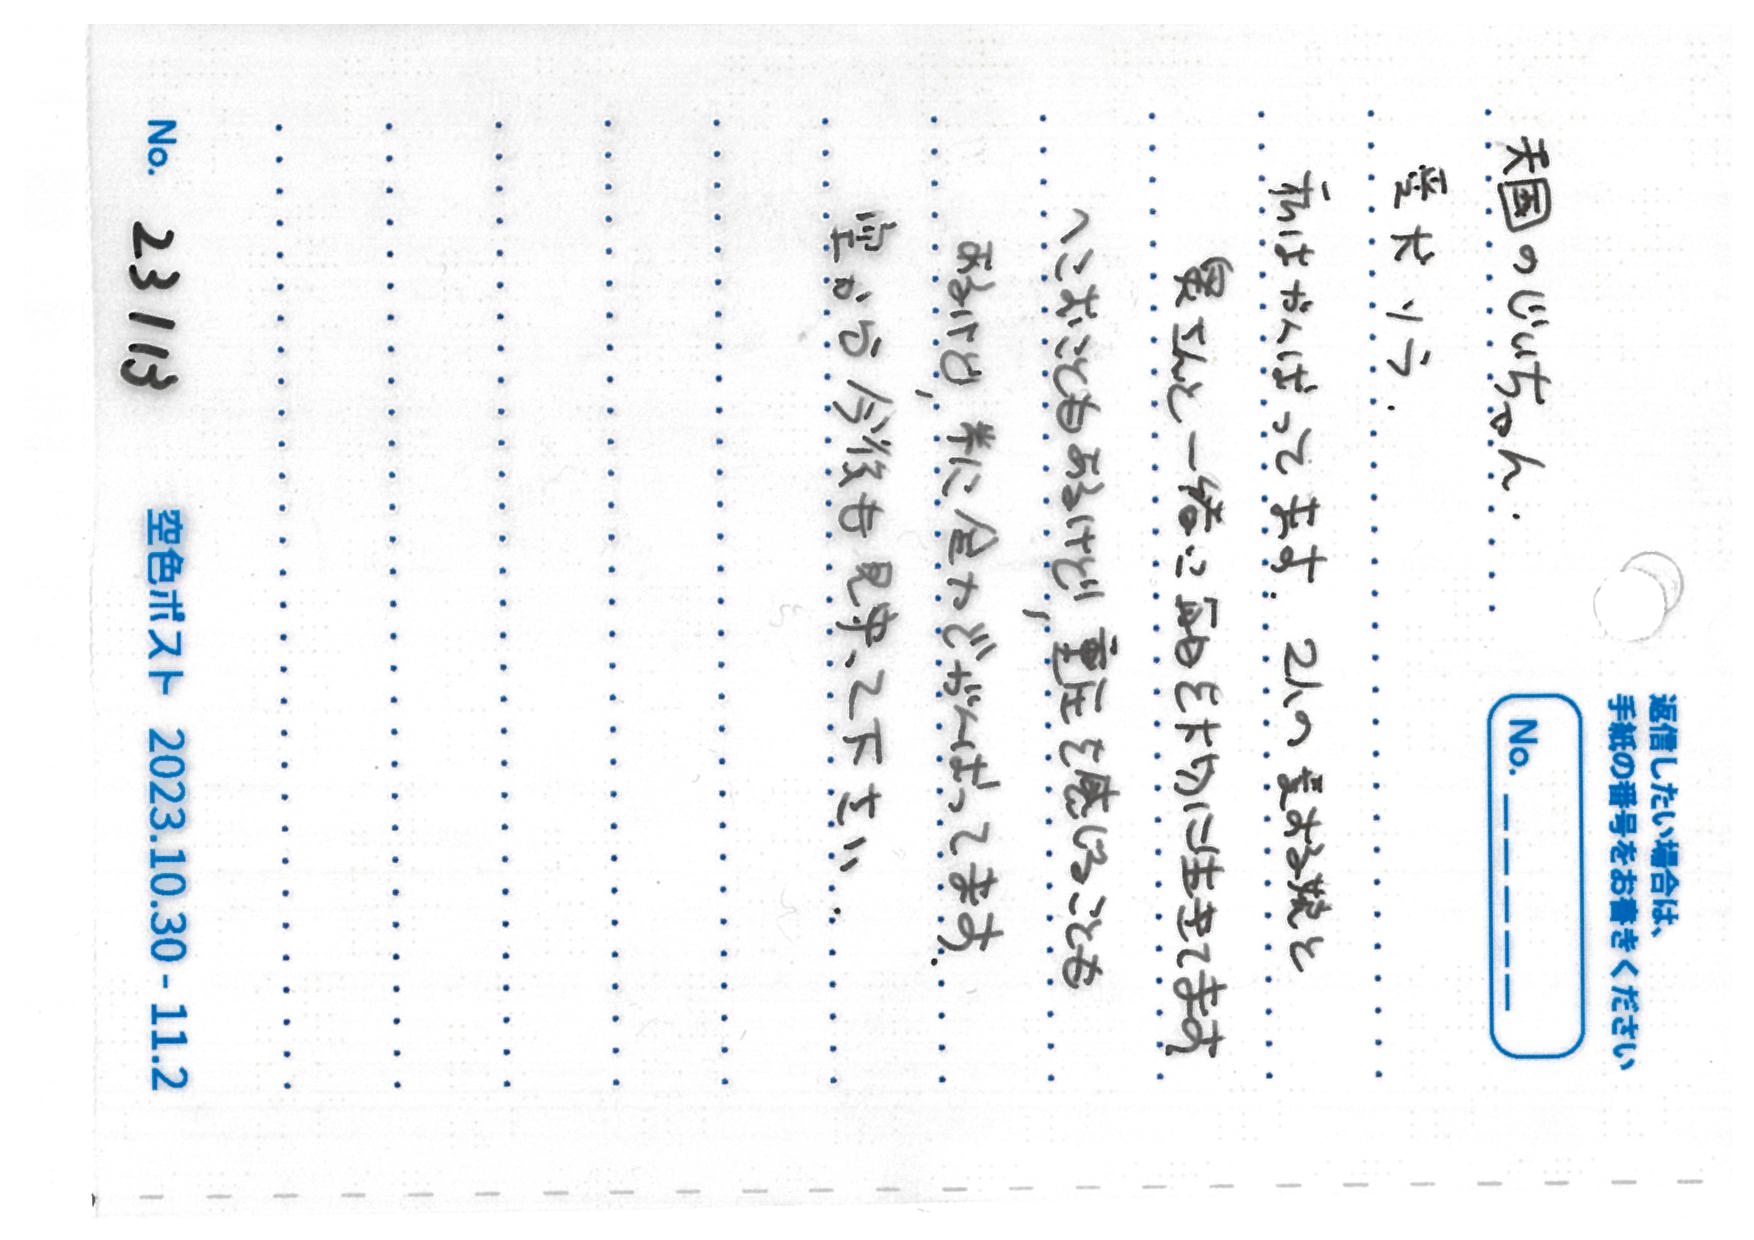 返信したい場合は、
手紙の番号をお書きください
No. _ _ _ _ _
天国のじいちゃん.
愛犬ソラ.
私はがんばってます. 2人の愛する娘と
奥さんと一緒に毎日を大切に生きてます
へこむこともあるけど, 重圧を感じることも
あるけど, 常に全力でがんばってます.
空から今後も見守って下さい.
No. 23113
空色ポスト 2023.10.30 - 11.2